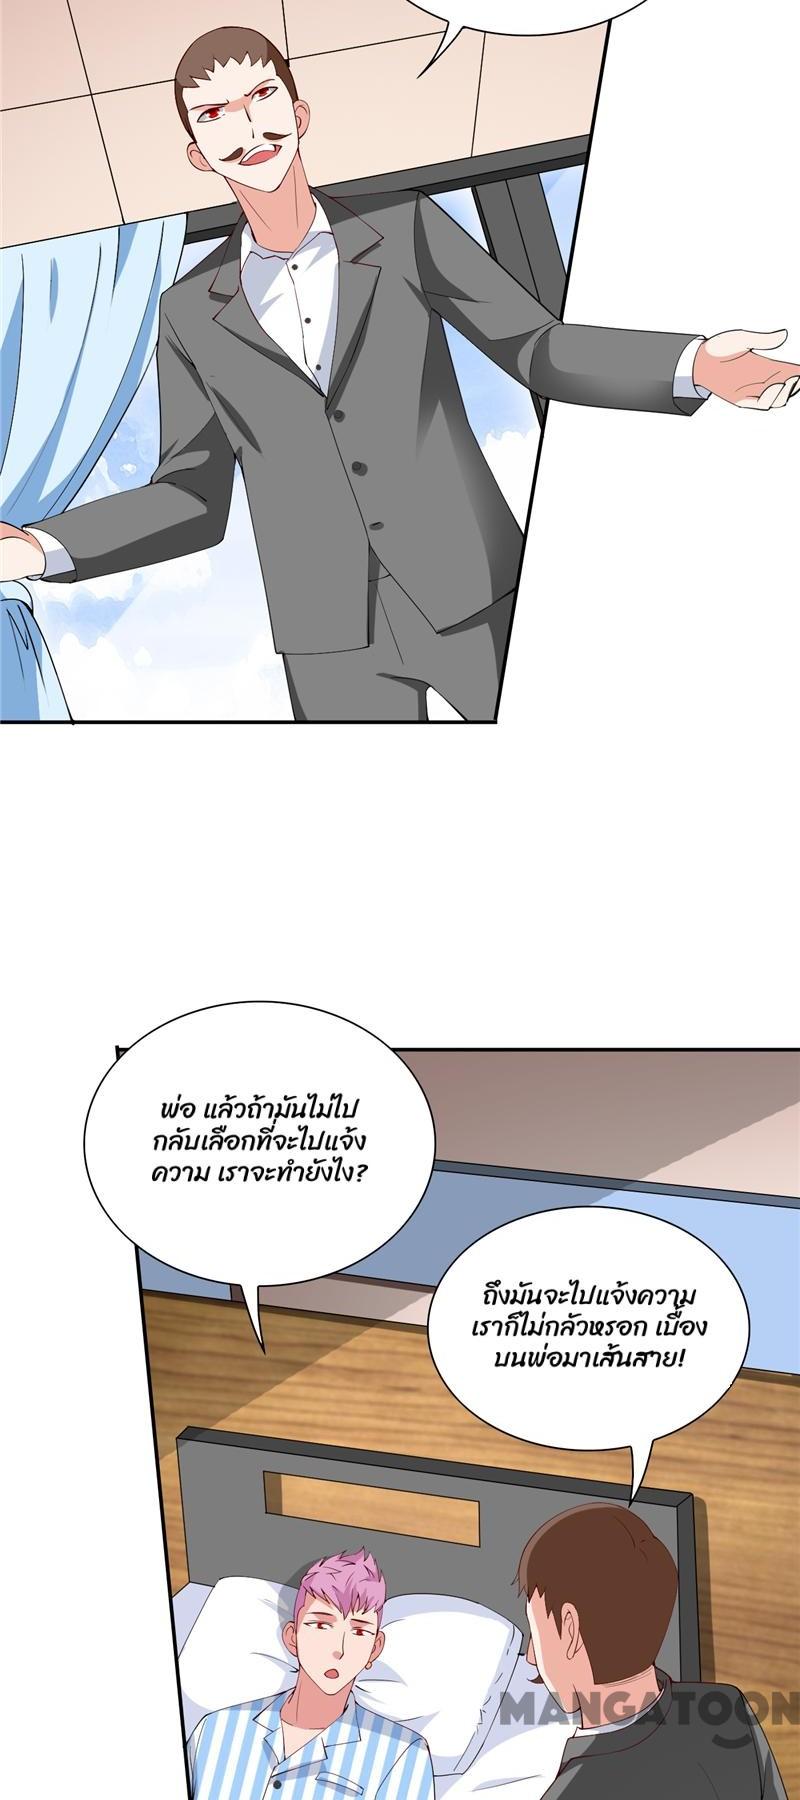 พ่อ แล้วถ้ามันไม่ไป
กลับเลือกที่จะไปแจ้ง
ความ เราจะทำยังไง?
ถึงมันจะไปแจ้งความ
เราก็ไม่กลัวหรอก เบื้อง
บนพ่อมาเส้นสาย!
MANGATOON